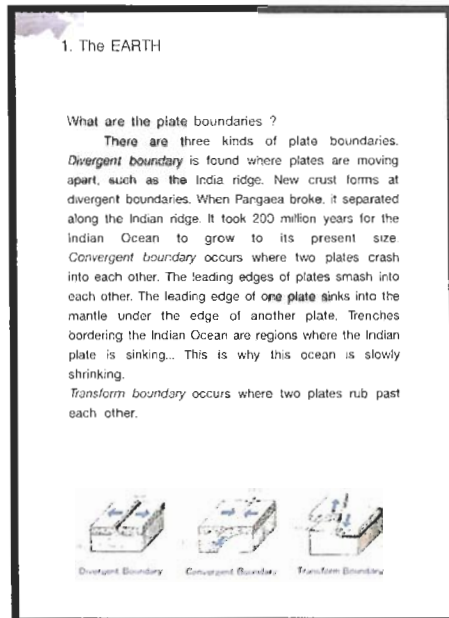 1. The EARTH
What are the plate boundaries ?
There are three kinds of plate boundaries.
Divergent boundary is found where plates are moving
apart, such as the India ridge. New crust forms at
divergent boundaries. When Pangaea broke, it separated
along the Indian ridge. It took 200 million years for the
Indian Ocean to grow to its present size.
Convergent boundary occurs where two plates crash
into each other. The leading edges of plates smash into
each other. The leading edge of one plate sinks into the
mantle under the edge of another plate. Trenches
bordering the Indian Ocean are regions where the Indian
plate is sinking... This is why this ocean is slowly
shrinking.
Transform boundary occurs where two plates rub past
each other.
Divergent Boundary Convergent Boundary Transform Boundary